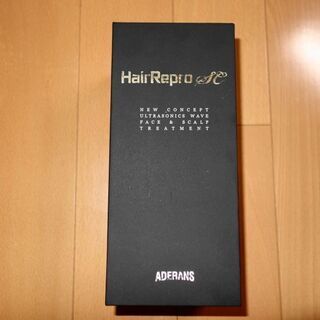 HairRepro SC
NEW CONCEPT
ULTRASONICS WAVE
FACE & SCALP
TREATMENT
ADERANS